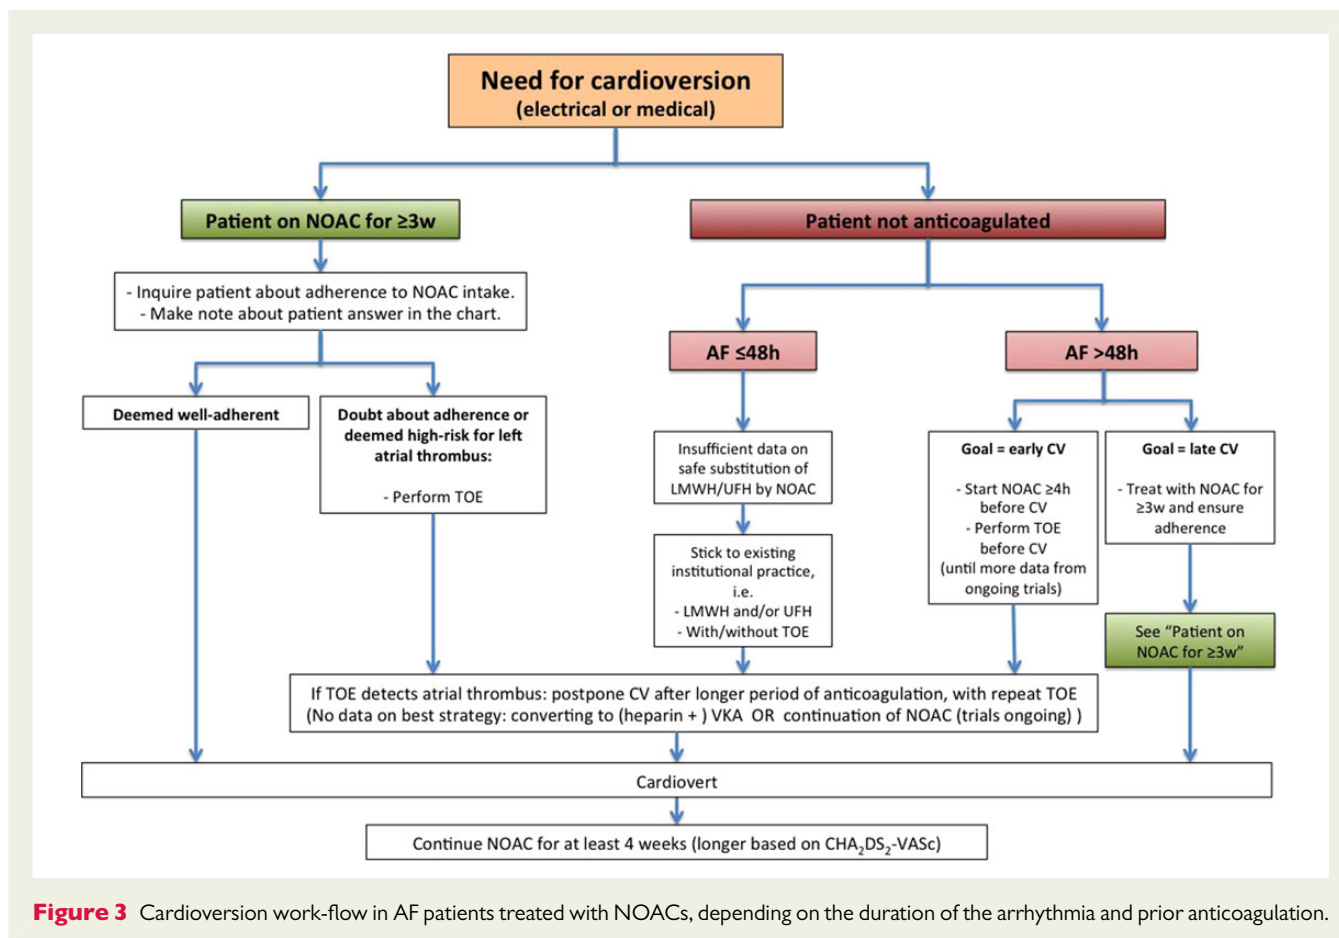 Need for cardioversion
(electrical or medical)
Patient on NOAC for ≥3w
Patient not anticoagulated
- Inquire patient about adherence to NOAC intake.
- Make note about patient answer in the chart.
AF ≤48h
AF >48h
Deemed well-adherent
Doubt about adherence or
deemed high-risk for left
atrial thrombus:
- Perform TOE
Insufficient data on
safe substitution of
LMWH/UFH by NOAC
Goal = early CV
- Start NOAC ≥4h
before CV
- Perform TOE
before CV
(until more data from
ongoing trials)
Goal = late CV
- Treat with NOAC for
≥3w and ensure
adherence
Stick to existing
institutional practice,
i.e.
- LMWH and/or UFH
- With/without TOE
See “Patient on
NOAC for ≥3w”
If TOE detects atrial thrombus: postpone CV after longer period of anticoagulation, with repeat TOE
(No data on best strategy: converting to (heparin + ) VKA  OR  continuation of NOAC (trials ongoing) )
Cardiovert
Continue NOAC for at least 4 weeks (longer based on CHA₂DS₂-VASc)
Figure 3 Cardioversion work-flow in AF patients treated with NOACs, depending on the duration of the arrhythmia and prior anticoagulation.